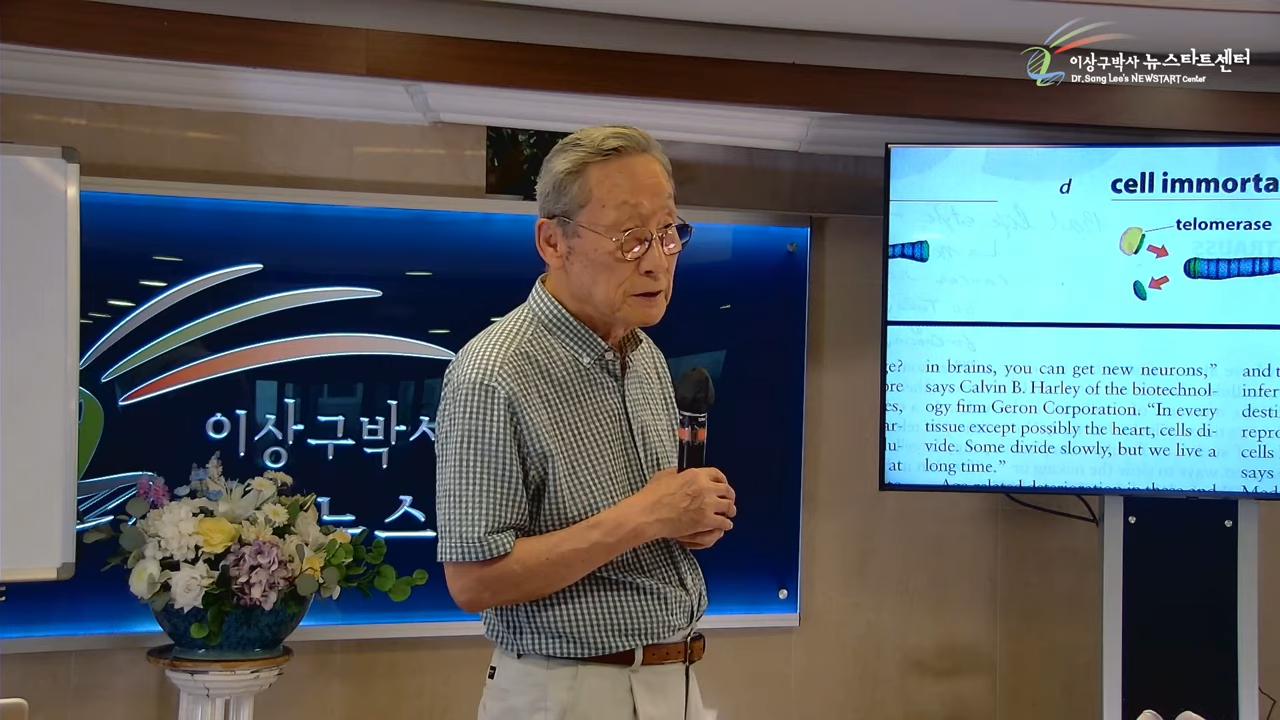 이상구박사 뉴스타트센터
Dr. Sang Lee's NEWSTART Center
이상구박사
뉴스
d cell immorta
telomerase
in brains, you can get new neurons,”
says Calvin B. Harley of the biotechnol-
ogy firm Geron Corporation. “In every
tissue except possibly the heart, cells di-
vide. Some divide slowly, but we live a
long time.”
and t
infer
desti
repro
cells
says